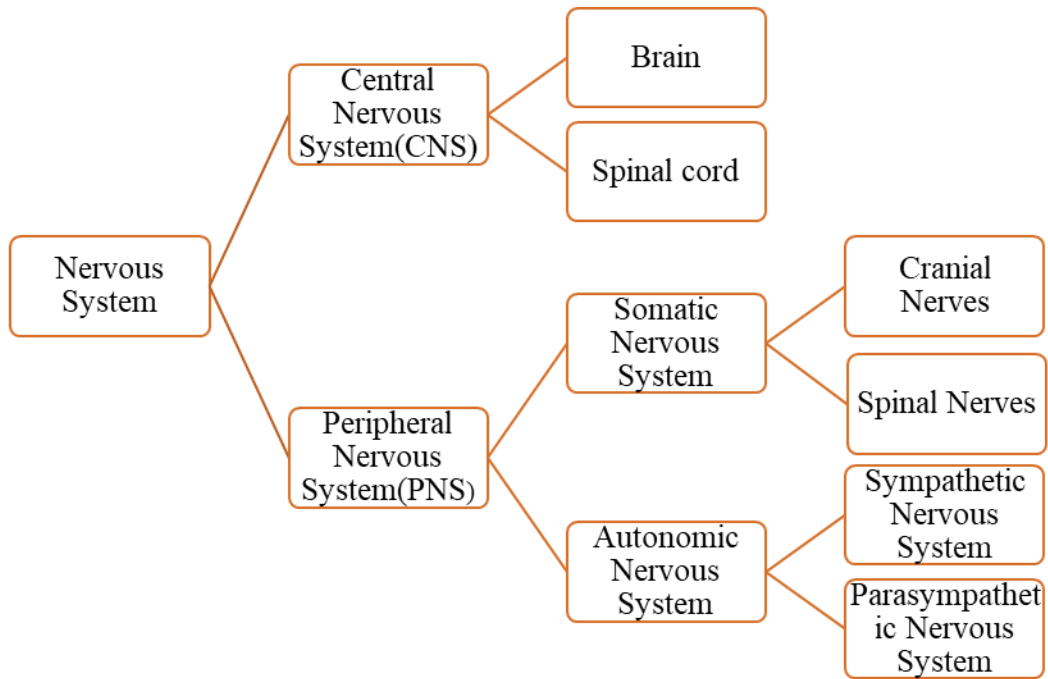 Nervous
System
Central
Nervous
System(CNS)
Brain
Spinal cord
Peripheral
Nervous
System(PNS)
Somatic
Nervous
System
Cranial
Nerves
Spinal Nerves
Autonomic
Nervous
System
Sympathetic
Nervous
System
Parasympathet
ic Nervous
System